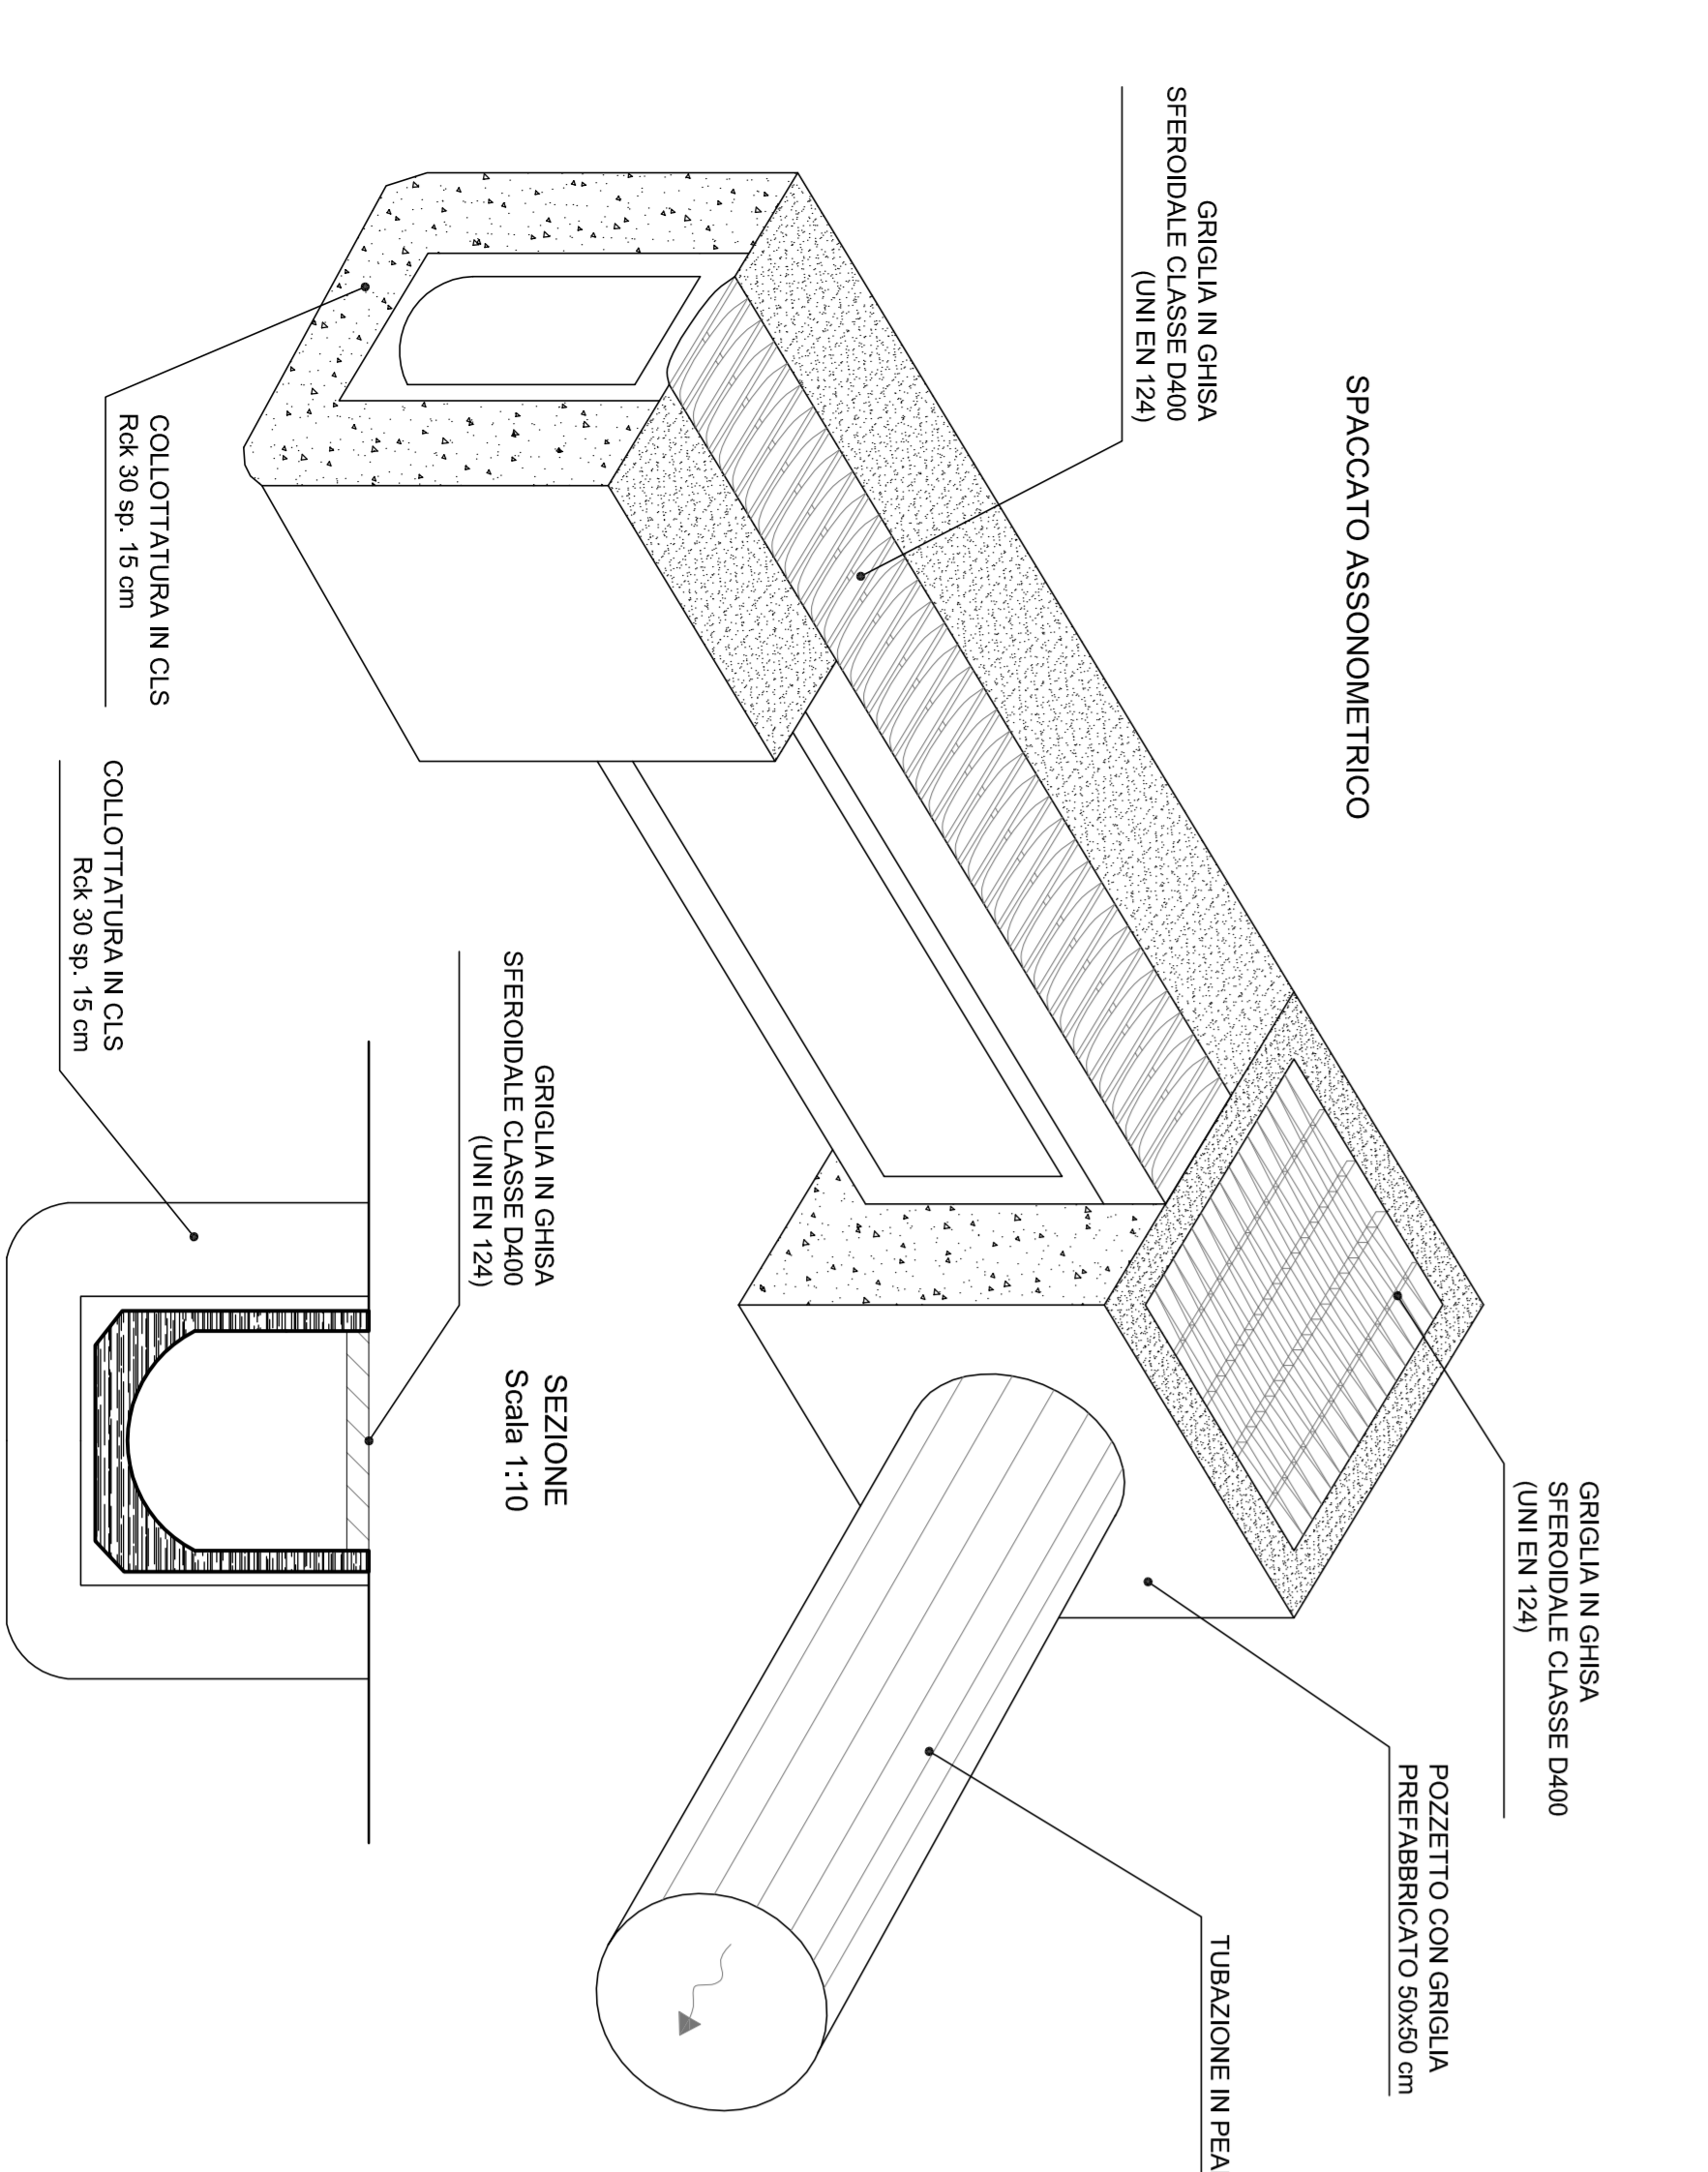 SPACCATO ASSONOMETRICO
GRIGLIA IN GHISA
SFEROIDALE CLASSE D400
(UNI EN 124)
GRIGLIA IN GHISA
SFEROIDALE CLASSE D400
(UNI EN 124)
POZZETTO CON GRIGLIA
PREFABBRICATO 50x50 cm
TUBAZIONE IN
COLLOTTATURA IN CLS
Rck 30 sp. 15 cm
SEZIONE
Scala 1:10
GRIGLIA IN GHISA
SFEROIDALE CLASSE D400
(UNI EN 124)
COLLOTTATURA IN CLS
Rck 30 sp. 15 cm